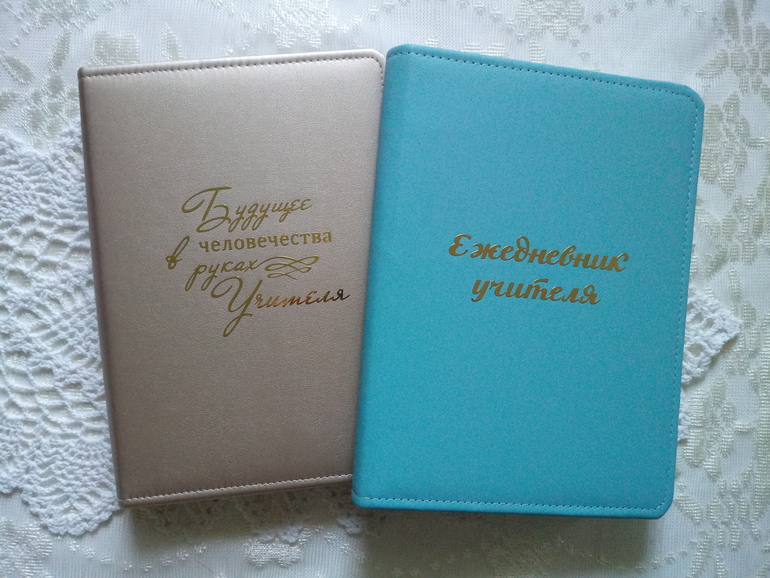 Будущее
человечества
в руках
Учителя
Ежедневник
учителя